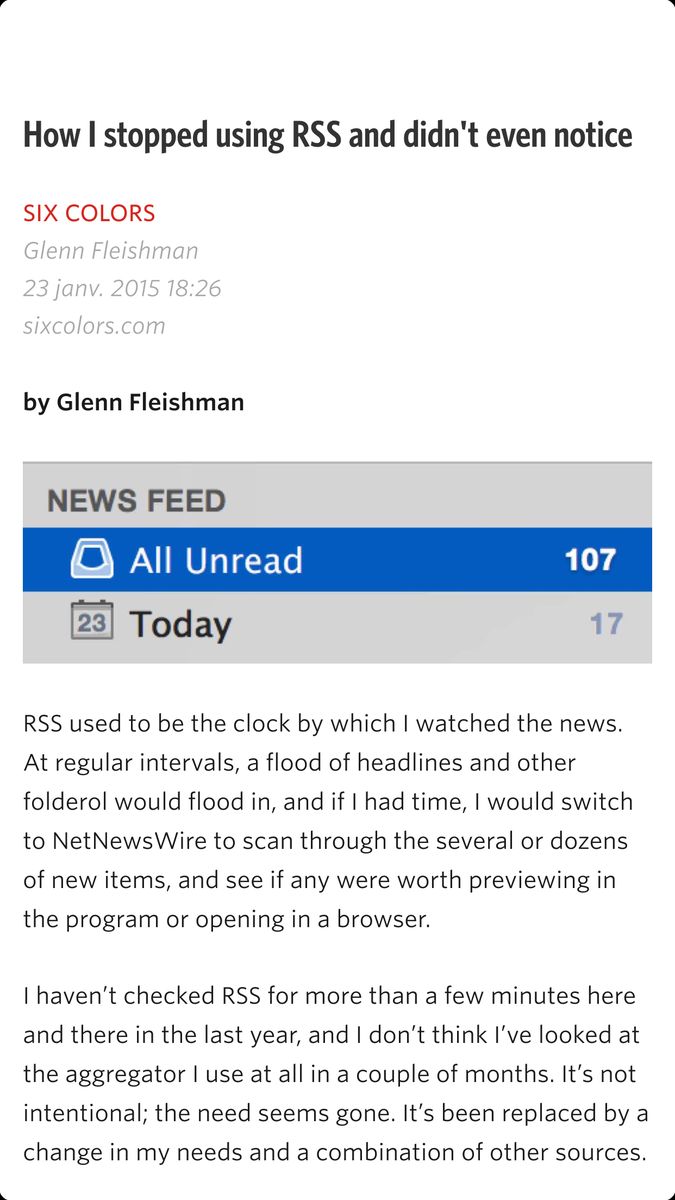 How I stopped using RSS and didn't even notice
SIX COLORS
Glenn Fleishman
23 janv. 2015 18:26
sixcolors.com
by Glenn Fleishman
NEWS FEED
All Unread 107
23 Today 17
RSS used to be the clock by which I watched the news.
At regular intervals, a flood of headlines and other
folderol would flood in, and if I had time, I would switch
to NetNewsWire to scan through the several or dozens
of new items, and see if any were worth previewing in
the program or opening in a browser.
I haven’t checked RSS for more than a few minutes here
and there in the last year, and I don’t think I’ve looked at
the aggregator I use at all in a couple of months. It’s not
intentional; the need seems gone. It’s been replaced by a
change in my needs and a combination of other sources.